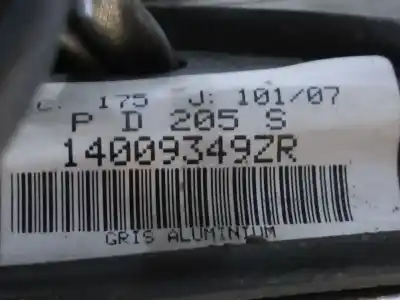 C: 175 J: 101/07
P D 205 S
14009349ZR
GRIS ALUMINIUM